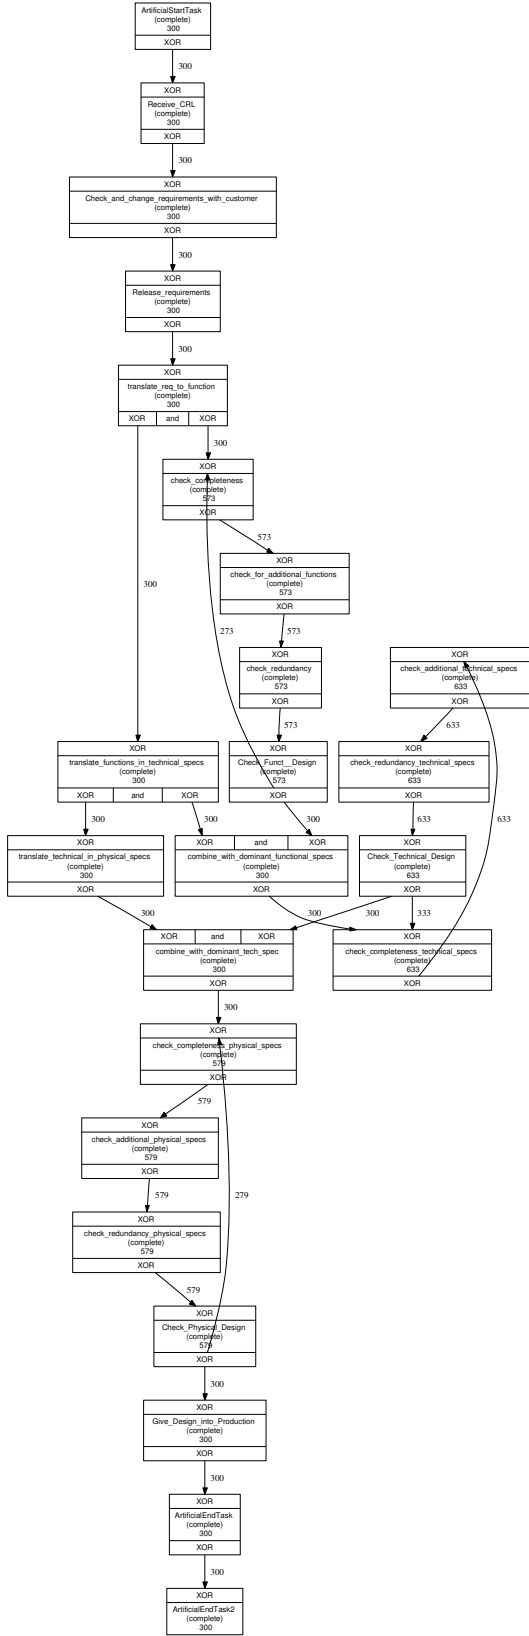 ArtificialStartTask
(complete)
300
XOR
300
XOR
Receive_CRL
(complete)
300
XOR
300
XOR
Check_and_change_requirements_with_customer
(complete)
300
XOR
300
XOR
Release_requirements
(complete)
300
XOR
300
XOR
translate_req_to_function
(complete)
300
XOR and XOR
300
XOR
check_completeness
(complete)
573
XOR
573
XOR
check_for_additional_functions
(complete)
573
XOR
300
273
573
XOR
check_redundancy
(complete)
573
XOR
XOR
check_additional_technical_specs
(complete)
633
XOR
573
633
XOR
translate_functions_in_technical_specs
(complete)
300
XOR and XOR
XOR
Check_Funct__Design
(complete)
573
XOR
XOR
check_redundancy_technical_specs
(complete)
633
XOR
300
300
300
633
633
XOR
translate_technical_in_physical_specs
(complete)
300
XOR
XOR and XOR
combine_with_dominant_functional_specs
(complete)
300
XOR
XOR
Check_Technical_Design
(complete)
633
XOR
300
300
300
333
XOR and XOR
combine_with_dominant_tech_spec
(complete)
300
XOR
XOR
check_completeness_technical_specs
(complete)
633
XOR
300
XOR
check_completeness_physical_specs
(complete)
579
XOR
579
XOR
check_additional_physical_specs
(complete)
579
XOR
579
279
XOR
check_redundancy_physical_specs
(complete)
579
XOR
579
XOR
Check_Physical_Design
(complete)
579
XOR
300
XOR
Give_Design_into_Production
(complete)
300
XOR
300
XOR
ArtificialEndTask
(complete)
300
XOR
300
XOR
ArtificialEndTask2
(complete)
300